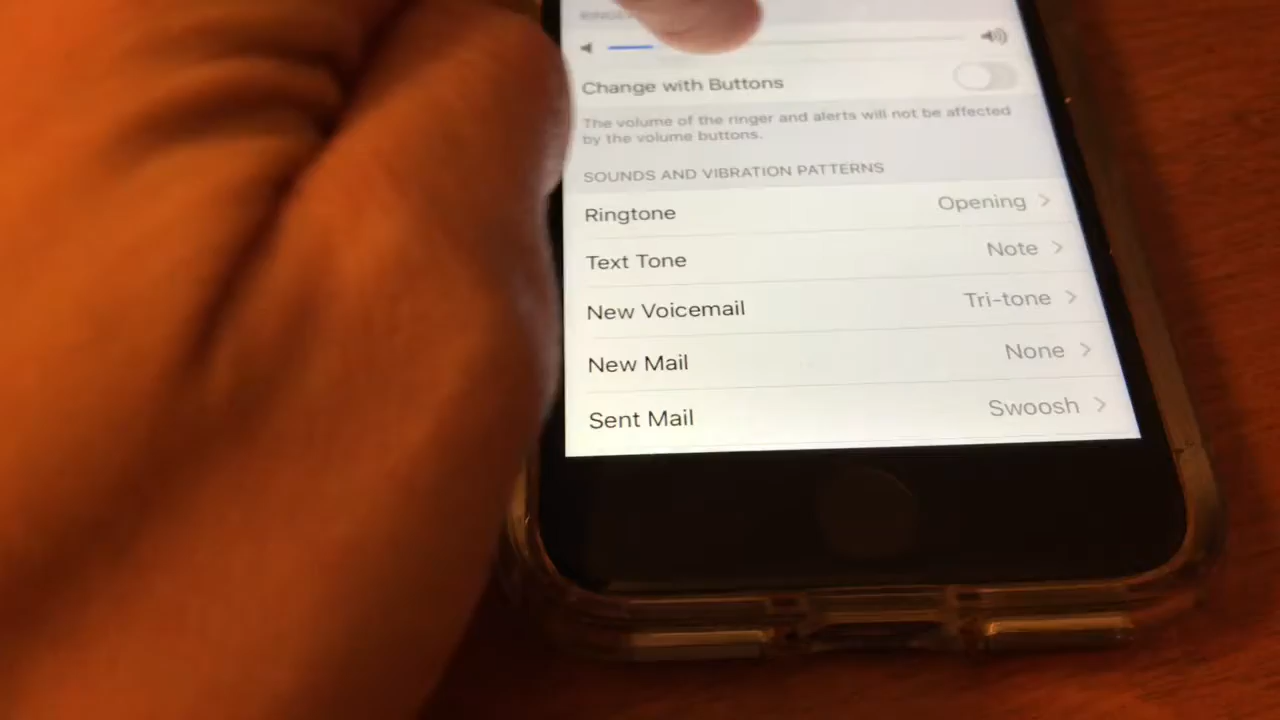 Change with Buttons
The volume of the ringer and alerts will not be affected
by the volume buttons.
SOUNDS AND VIBRATION PATTERNS
Ringtone Opening
Text Tone Note
New Voicemail Tri-tone
New Mail None
Sent Mail Swoosh